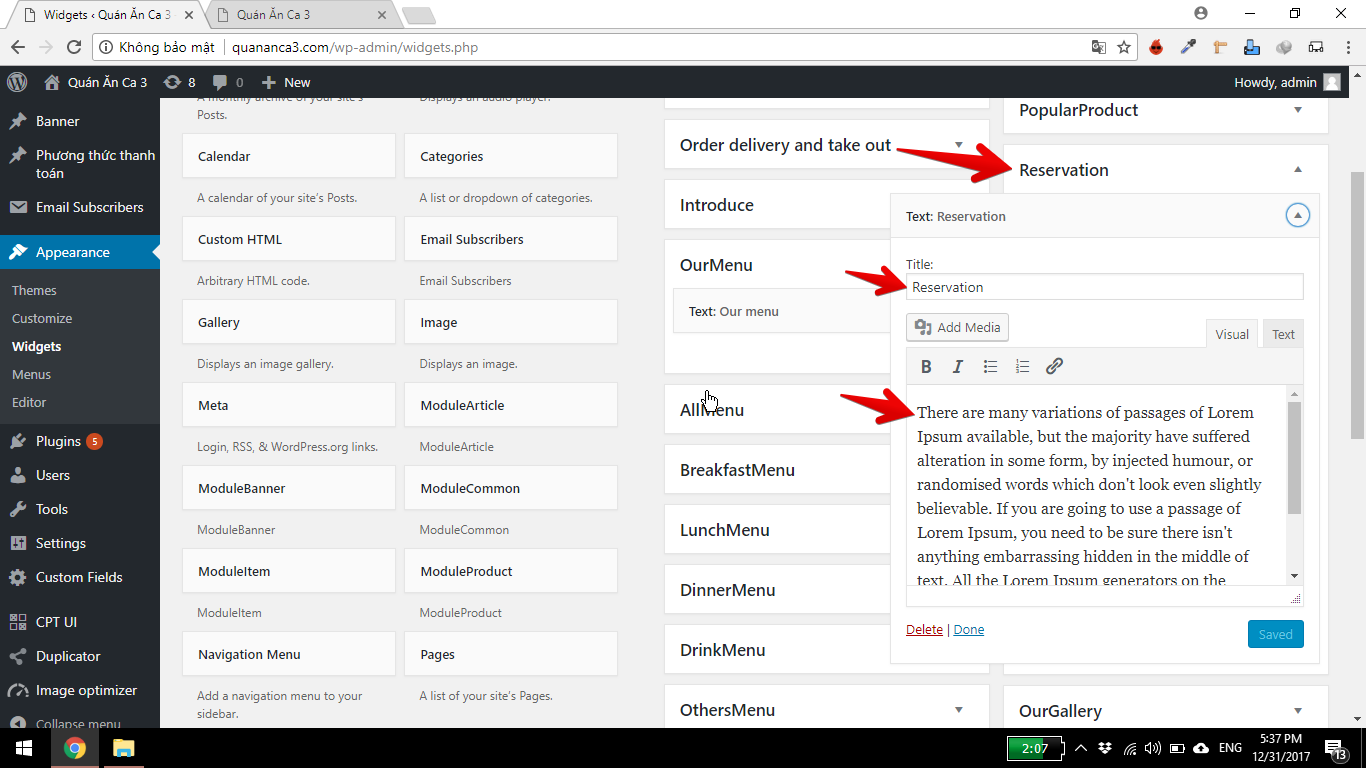 Widgets ‹ Quán Ăn Ca 3
Quán Ăn Ca 3
Không bảo mật
quananca3.com/wp-admin/widgets.php
Quán Ăn Ca 3
8
0
New
Howdy, admin
Banner
Phương thức thanh
toán
Email Subscribers
Appearance
Themes
Customize
Widgets
Menus
Editor
Plugins 5
Users
Tools
Settings
Custom Fields
CPT UI
Duplicator
Image optimizer
Collapse menu
A monthly archive of your site's
Posts.
Displays an audio player.
Calendar
Categories
A calendar of your site's Posts.
A list or dropdown of categories.
Custom HTML
Email Subscribers
Arbitrary HTML code.
Email Subscribers
Gallery
Image
Displays an image gallery.
Displays an image.
Meta
ModuleArticle
Login, RSS, & WordPress.org links.
ModuleArticle
ModuleBanner
ModuleCommon
ModuleBanner
ModuleCommon
ModuleItem
ModuleProduct
ModuleItem
ModuleProduct
Navigation Menu
Pages
Add a navigation menu to your
sidebar.
A list of your site's Pages.
Order delivery and take out
Introduce
OurMenu
Text: Our menu
AllMenu
BreakfastMenu
LunchMenu
DinnerMenu
DrinkMenu
OthersMenu
PopularProduct
Reservation
Text: Reservation
Title:
Reservation
Add Media
Visual
Text
B I
There are many variations of passages of Lorem
Ipsum available, but the majority have suffered
alteration in some form, by injected humour, or
randomised words which don't look even slightly
believable. If you are going to use a passage of
Lorem Ipsum, you need to be sure there isn't
anything embarrassing hidden in the middle of
text. All the Lorem Ipsum generators on the
Delete | Done
Saved
OurGallery
2:07
ENG
5:37 PM
12/31/2017
13